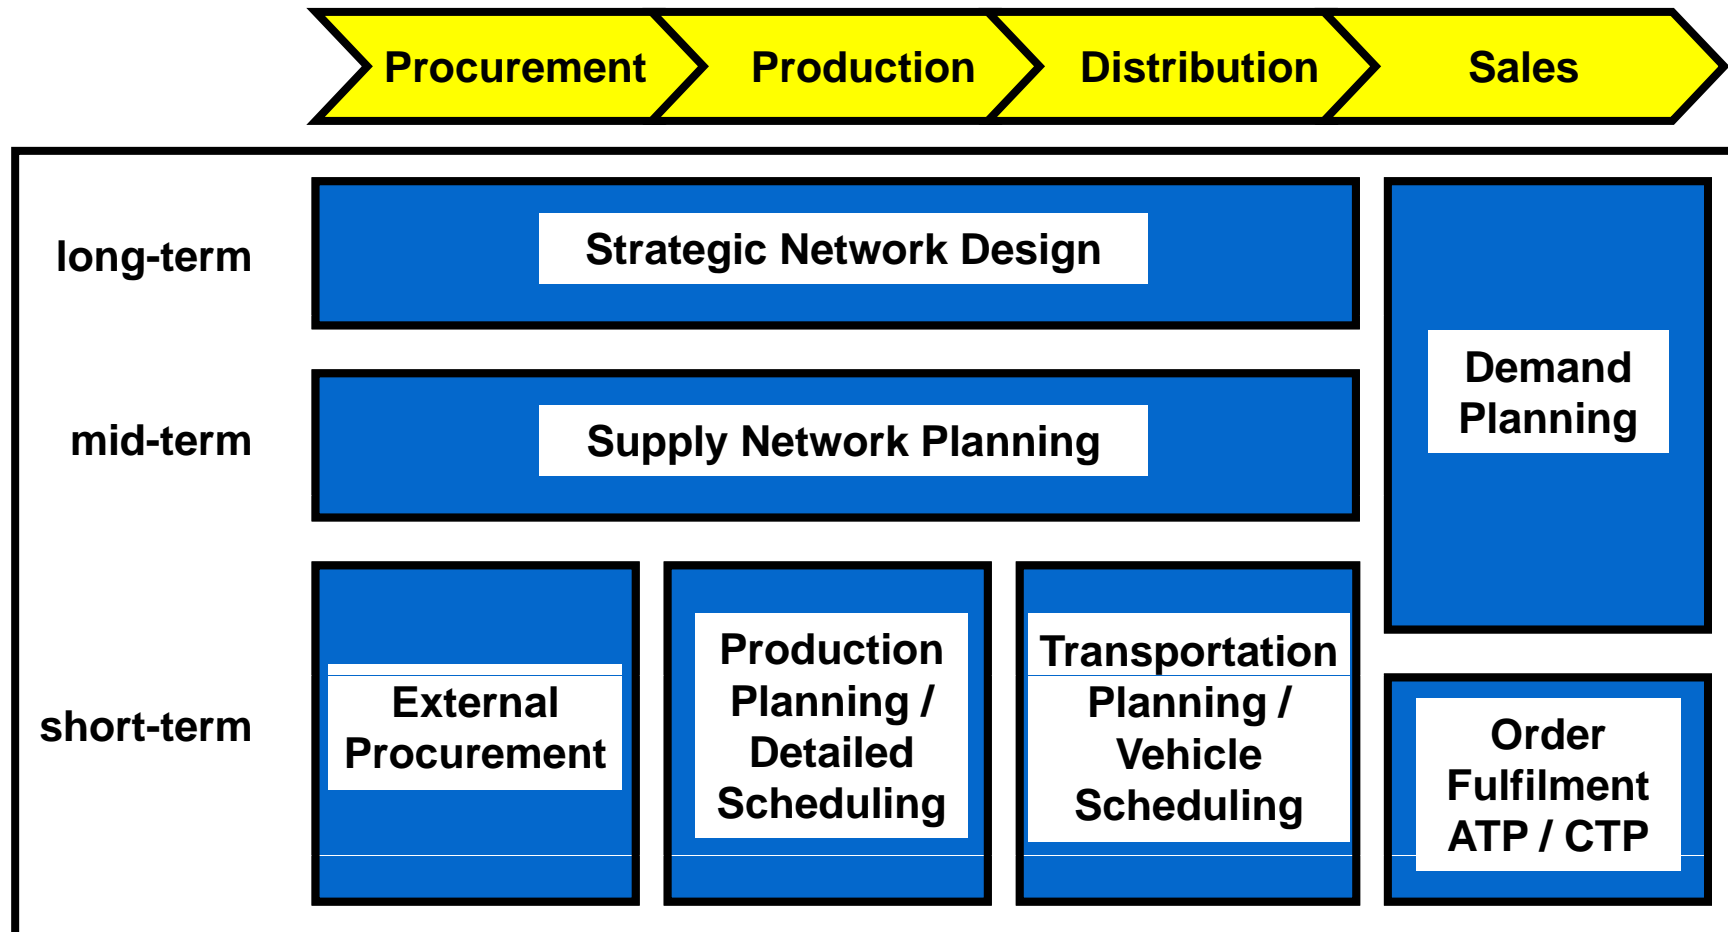 Procurement
Production
Distribution
Sales
long-term
Strategic Network Design
mid-term
Supply Network Planning
Demand
Planning
short-term
External
Procurement
Production
Planning /
Detailed
Scheduling
Transportation
Planning /
Vehicle
Scheduling
Order
Fulfilment
ATP / CTP